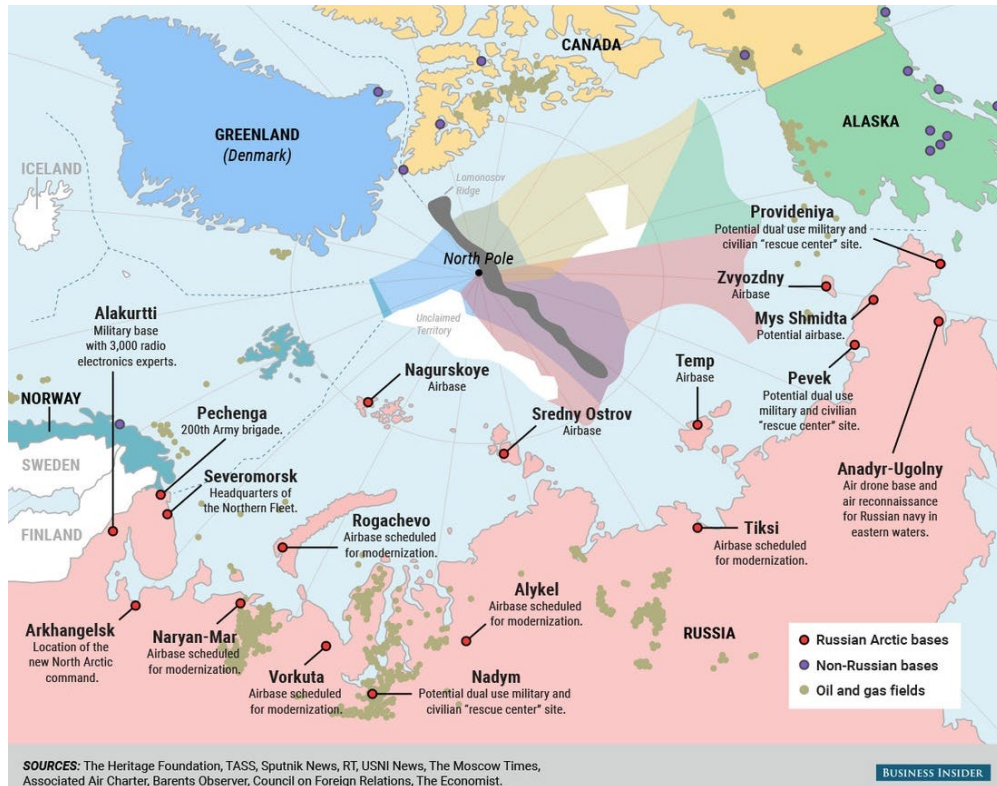 CANADA
GREENLAND
(Denmark)
ALASKA
ICELAND
Lomonosov
Ridge
North Pole
Unclaimed
Territory
Provideniya
Potential dual use military and
civilian “rescue center” site.
Zvyozdny
Airbase
Mys Shmidta
Potential airbase.
Pevek
Potential dual use
military and civilian
“rescue center” site.
Anadyr-Ugolny
Air drone base and
air reconnaissance
for Russian navy in
eastern waters.
Alakurtti
Military base
with 3,000 radio
electronics experts.
Nagurskoye
Airbase
Temp
Airbase
Sredny Ostrov
Airbase
NORWAY
SWEDEN
FINLAND
Pechenga
200th Army brigade.
Severomorsk
Headquarters of
the Northern Fleet.
Rogachevo
Airbase scheduled
for modernization.
Tiksi
Airbase scheduled
for modernization.
Alykel
Airbase scheduled
for modernization.
RUSSIA
Arkhangelsk
Location of the
new North Arctic
command.
Naryan-Mar
Airbase scheduled
for modernization.
Vorkuta
Airbase scheduled
for modernization.
Nadym
Potential dual use military and
civilian “rescue center” site.
Russian Arctic bases
Non-Russian bases
Oil and gas fields
SOURCES: The Heritage Foundation, TASS, Sputnik News, RT, USNI News, The Moscow Times,
Associated Air Charter, Barents Observer, Council on Foreign Relations, The Economist.
BUSINESS INSIDER